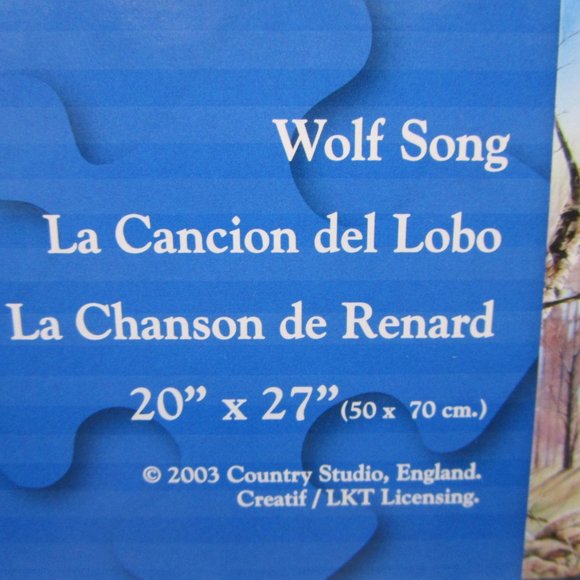 Wolf Song
La Cancion del Lobo
La Chanson de Renard
20” x 27” (50 x 70 cm.)
© 2003 Country Studio, England.
Creatif / LKT Licensing.